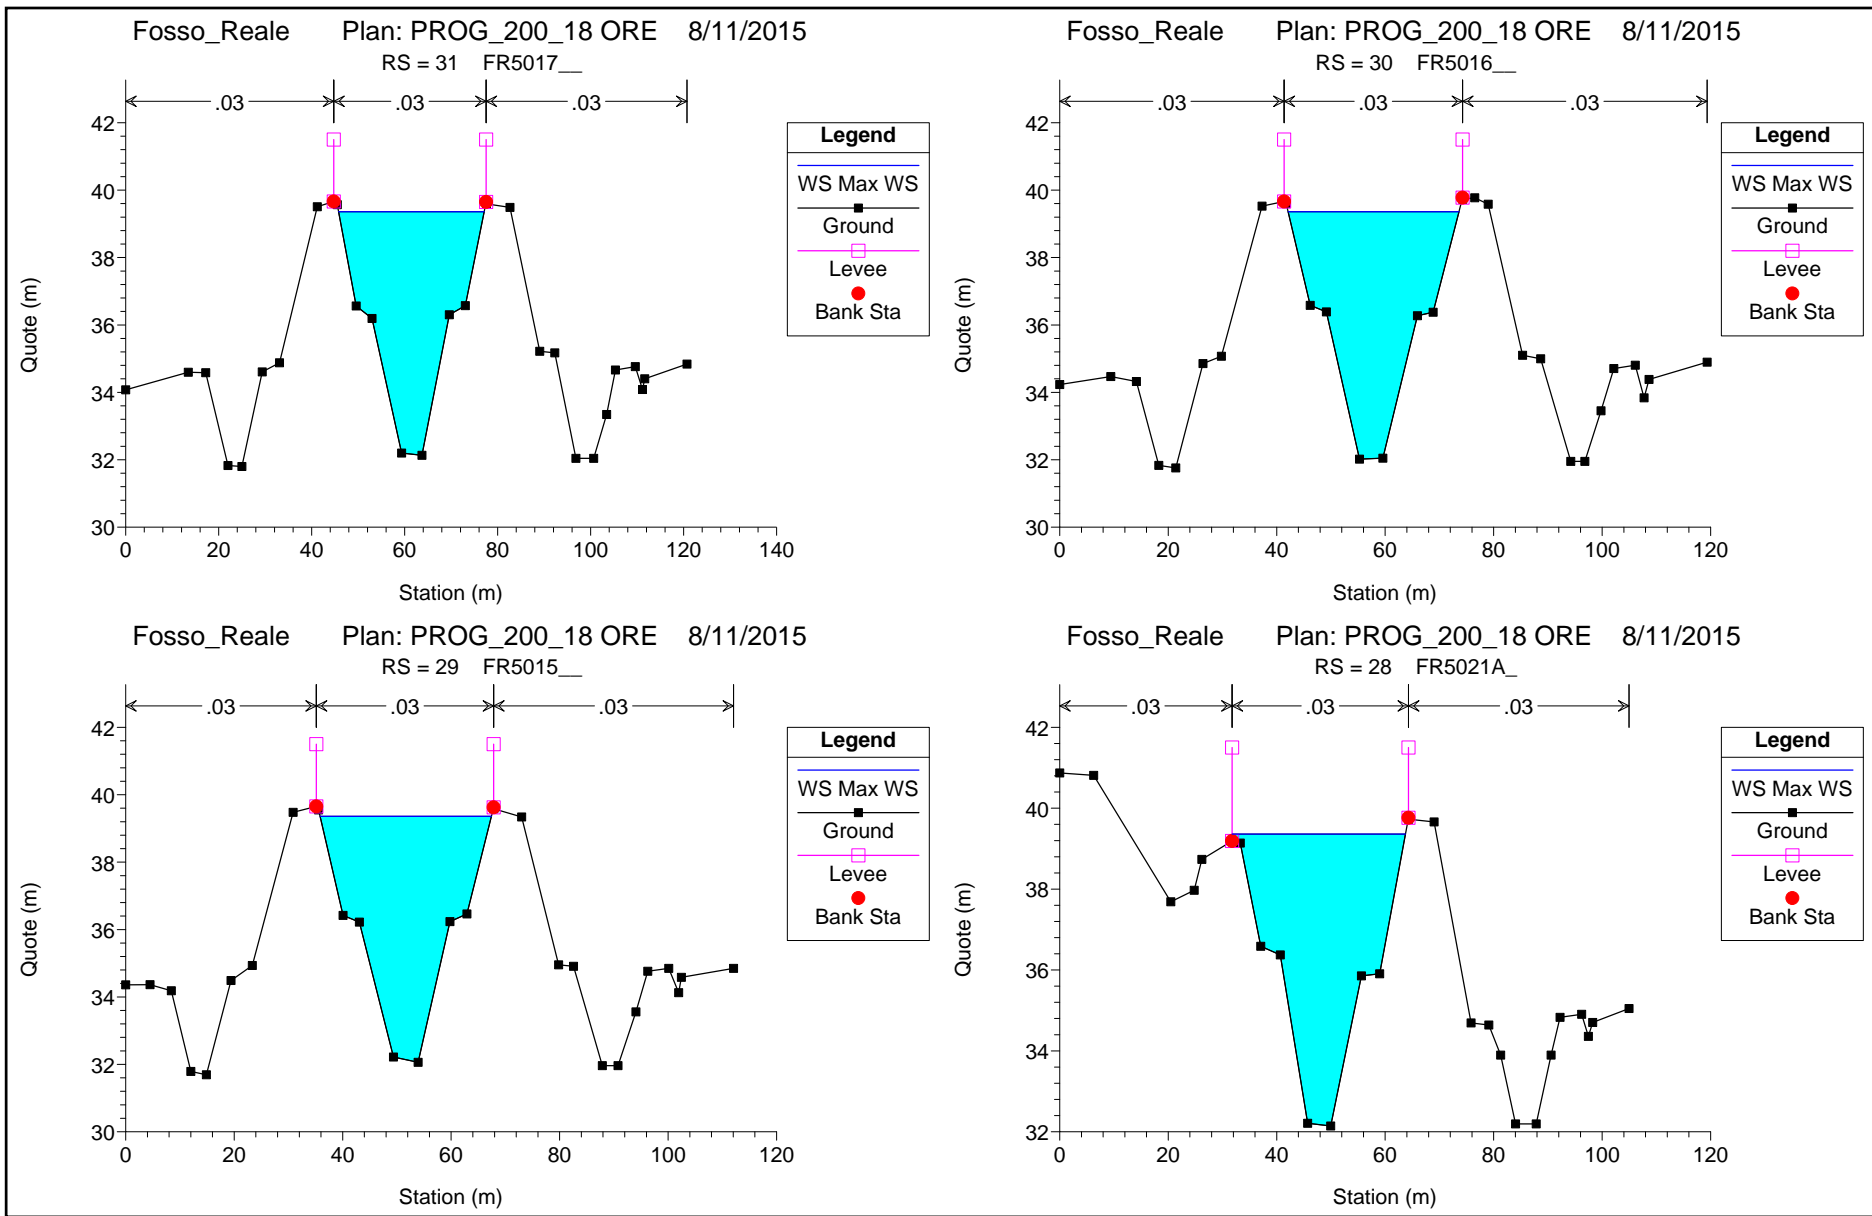 Fosso_Reale Plan: PROG_200_18 ORE 8/11/2015
RS = 31 FR5017__
.03 .03 .03
42
40
38
36
34
32
30
Quote (m)
0 20 40 60 80 100 120 140
Station (m)
Legend
WS Max WS
Ground
Levee
Bank Sta
Fosso_Reale Plan: PROG_200_18 ORE 8/11/2015
RS = 30 FR5016__
.03 .03 .03
42
40
38
36
34
32
30
Quote (m)
0 20 40 60 80 100 120
Station (m)
Legend
WS Max WS
Ground
Levee
Bank Sta
Fosso_Reale Plan: PROG_200_18 ORE 8/11/2015
RS = 29 FR5015__
.03 .03 .03
42
40
38
36
34
32
30
Quote (m)
0 20 40 60 80 100 120
Station (m)
Legend
WS Max WS
Ground
Levee
Bank Sta
Fosso_Reale Plan: PROG_200_18 ORE 8/11/2015
RS = 28 FR5021A_
.03 .03 .03
42
40
38
36
34
32
Quote (m)
0 20 40 60 80 100 120
Station (m)
Legend
WS Max WS
Ground
Levee
Bank Sta